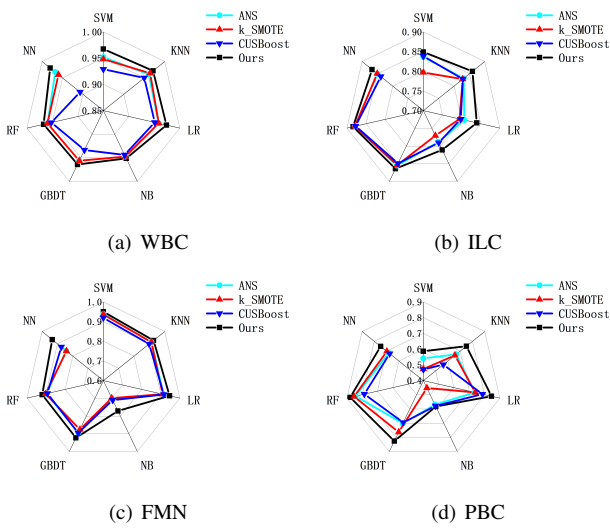 SVM
KNN
LR
NB
GBDT
RF
NN
1.00
0.95
0.90
0.85
ANS
k_SMOTE
CUSBoost
Ours
(a) WBC
SVM
KNN
LR
NB
GBDT
RF
NN
0.90
0.85
0.80
0.75
0.70
ANS
k_SMOTE
CUSBoost
Ours
(b) ILC
SVM
KNN
LR
NB
GBDT
RF
NN
1.0
0.9
0.8
0.7
0.6
ANS
k_SMOTE
CUSBoost
Ours
(c) FMN
SVM
KNN
LR
NB
GBDT
RF
NN
0.9
0.8
0.7
0.6
0.5
0.4
ANS
k_SMOTE
CUSBoost
Ours
(d) PBC